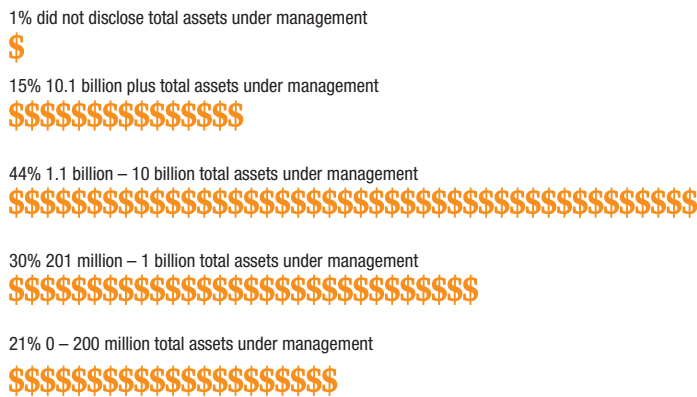 1% did not disclose total assets under management
$
15% 10.1 billion plus total assets under management
$$$$$$$$$$$$$$$
44% 1.1 billion – 10 billion total assets under management
$$$$$$$$$$$$$$$$$$$$$$$$$$$$$$$$$$$$$$$$$$$$
30% 201 million – 1 billion total assets under management
$$$$$$$$$$$$$$$$$$$$$$$$$$$$$$
21% 0 – 200 million total assets under management
$$$$$$$$$$$$$$$$$$$$$